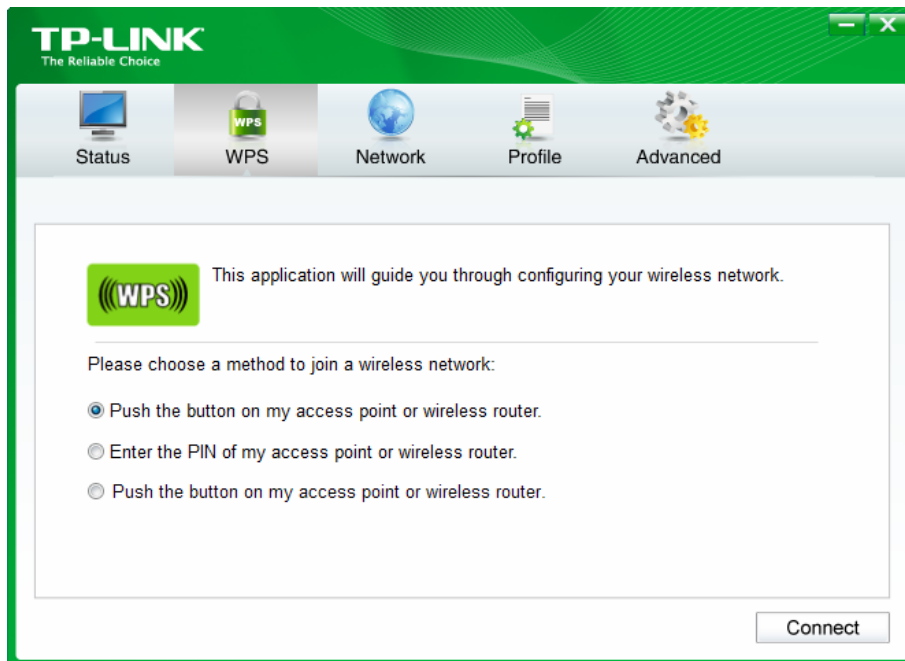 TP-LINK
The Reliable Choice
Status WPS Network Profile Advanced
WPS
(((WPS)))
This application will guide you through configuring your wireless network.
Please choose a method to join a wireless network:
Push the button on my access point or wireless router.
Enter the PIN of my access point or wireless router.
Push the button on my access point or wireless router.
Connect